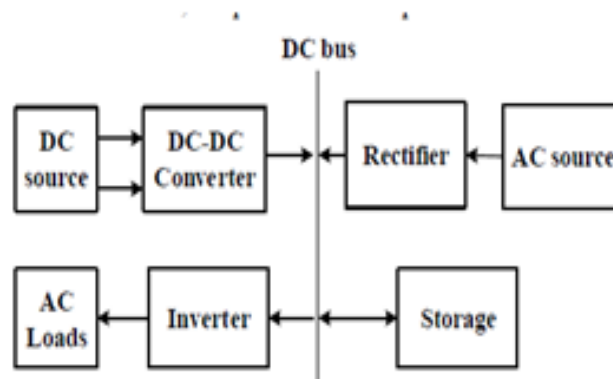 DC bus
DC
source
DC-DC
Converter
Rectifier
AC source
AC
Loads
Inverter
Storage